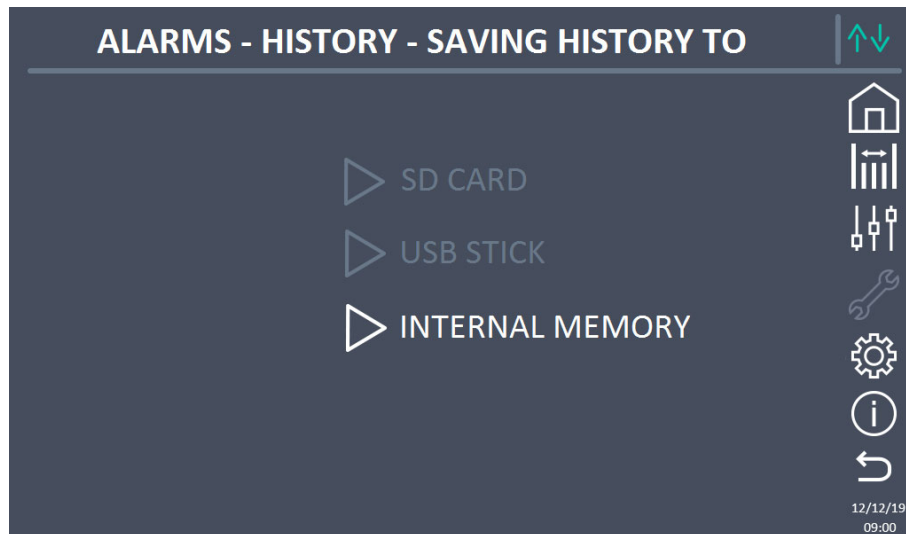 ALARMS - HISTORY - SAVING HISTORY TO
SD CARD
USB STICK
INTERNAL MEMORY
12/12/19
09:00